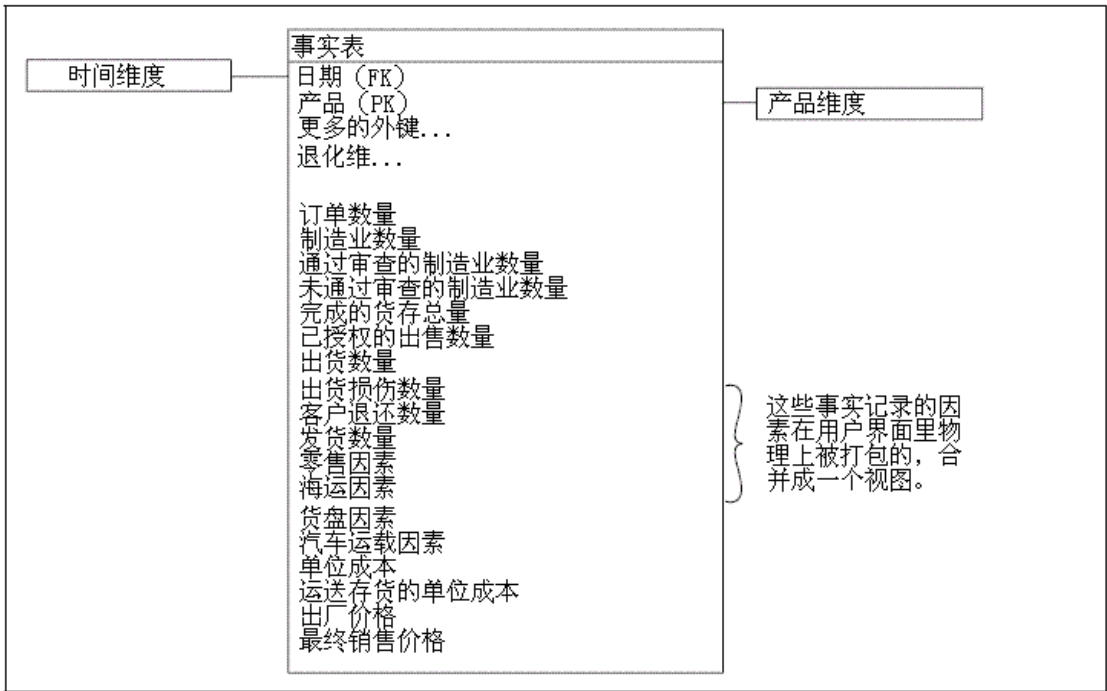 事实表
时间维度
日期（FK）
产品（PK）
产品维度
更多的外键...
退化维...
订单数量
制造业数量
通过审查的制造业数量
未通过审查的制造业数量
完成的货存总量
已授权的出售数量
出货数量
出货损伤数量
客户退还数量
发货数量
零售因素
海运因素
这些事实记录的因
素在用户界面里物
理上被打包的，合
并成一个视图。
货盘因素
汽车运载因素
单位成本
运送存货的单位成本
出厂价格
最终销售价格